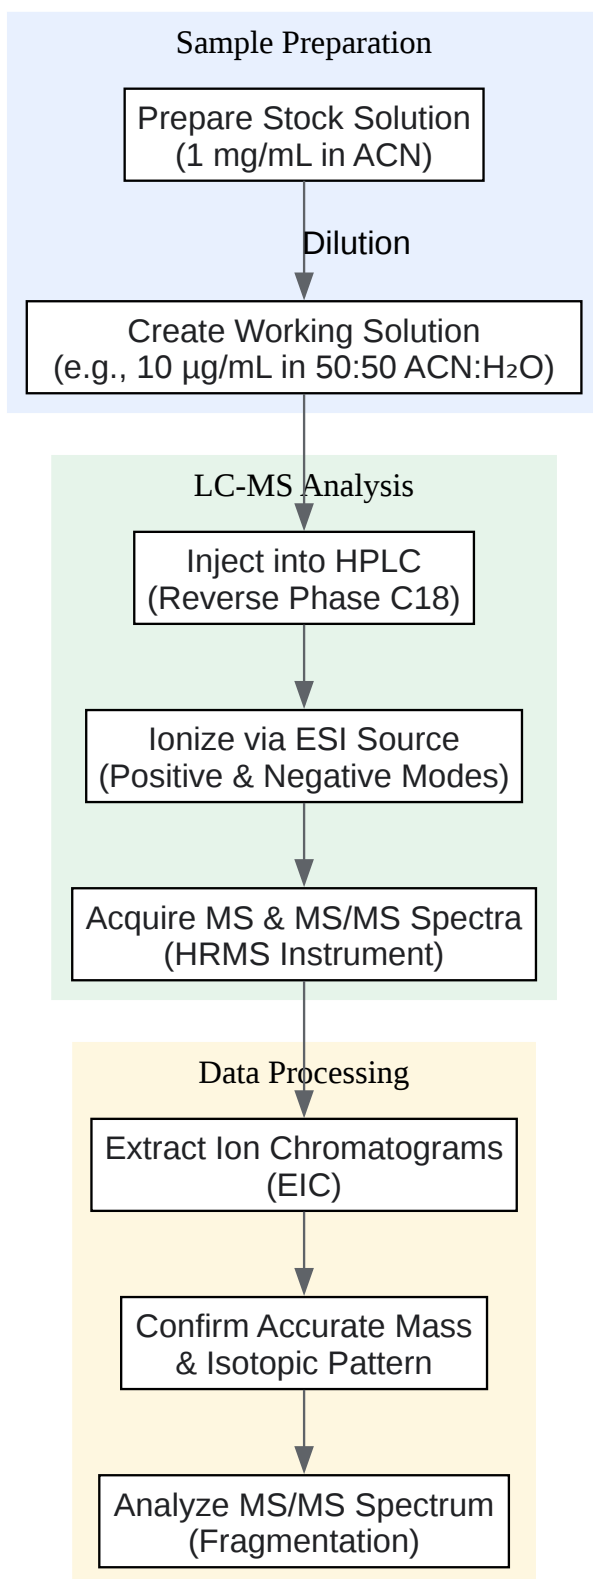 Sample Preparation
Prepare Stock Solution
(1 mg/mL in ACN)
Dilution
Create Working Solution
(e.g., 10 µg/mL in 50:50 ACN:H₂O)
LC-MS Analysis
Inject into HPLC
(Reverse Phase C18)
Ionize via ESI Source
(Positive & Negative Modes)
Acquire MS & MS/MS Spectra
(HRMS Instrument)
Data Processing
Extract Ion Chromatograms
(EIC)
Confirm Accurate Mass
& Isotopic Pattern
Analyze MS/MS Spectrum
(Fragmentation)